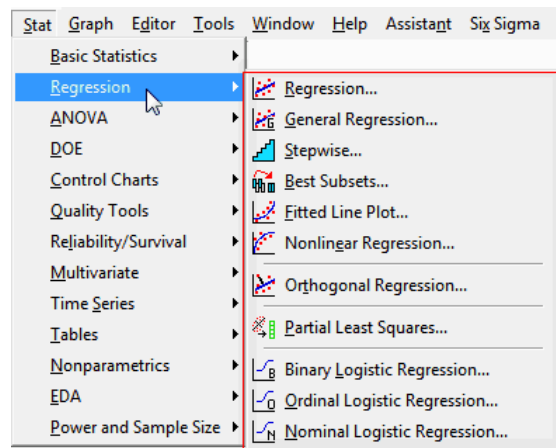 Stat Graph Editor Tools Window Help Assistant Six Sigma
Basic Statistics
Regression
ANOVA
DOE
Control Charts
Quality Tools
Reliability/Survival
Multivariate
Time Series
Tables
Nonparametrics
EDA
Power and Sample Size
Regression...
General Regression...
Stepwise...
Best Subsets...
Fitted Line Plot...
Nonlinear Regression...
Orthogonal Regression...
Partial Least Squares...
Binary Logistic Regression...
Ordinal Logistic Regression...
Nominal Logistic Regression...